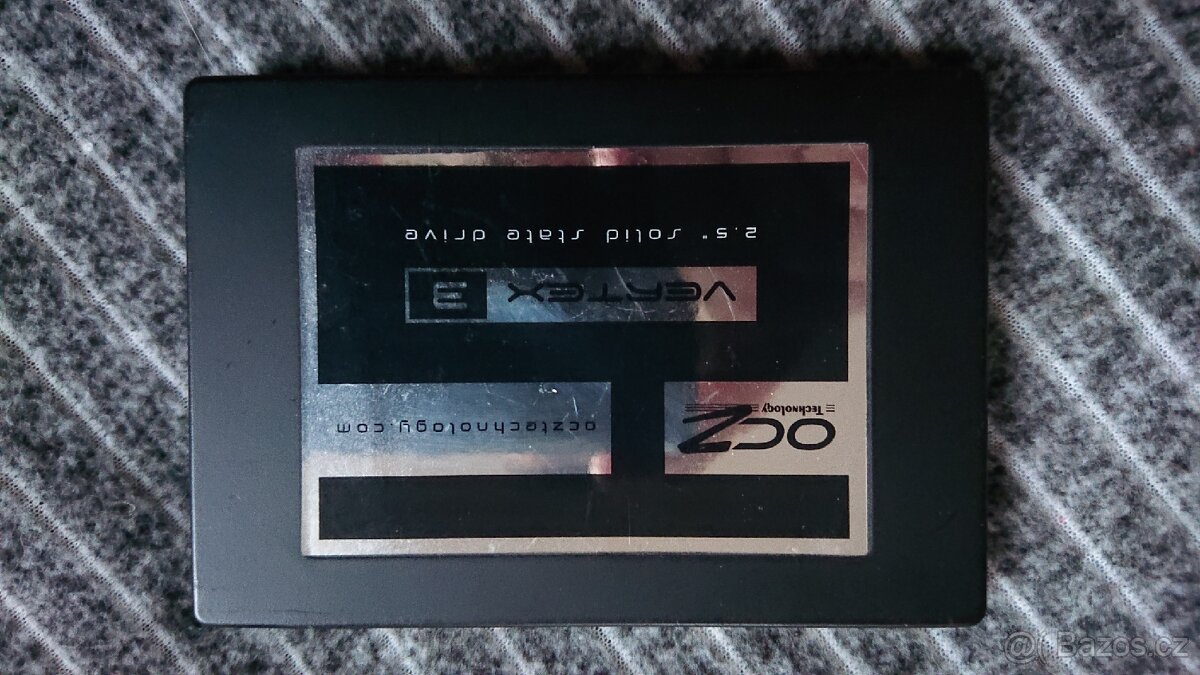 OCZ
Technology
ocztechnology.com
VERTEX 3
2.5" solid state drive
@ Bazos.cz